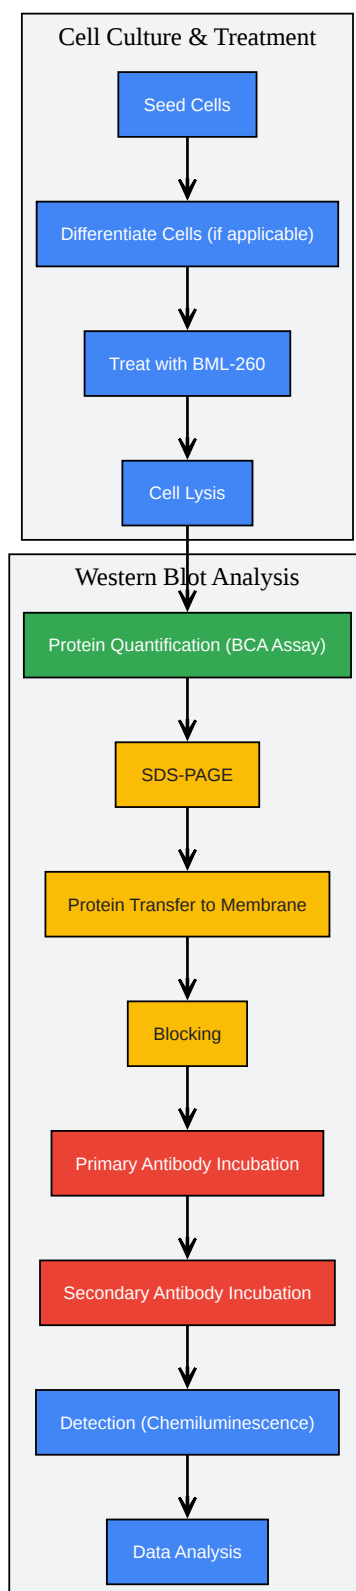 Cell Culture & Treatment
Seed Cells
Differentiate Cells (if applicable)
Treat with BML-260
Cell Lysis
Western Blot Analysis
Protein Quantification (BCA Assay)
SDS-PAGE
Protein Transfer to Membrane
Blocking
Primary Antibody Incubation
Secondary Antibody Incubation
Detection (Chemiluminescence)
Data Analysis